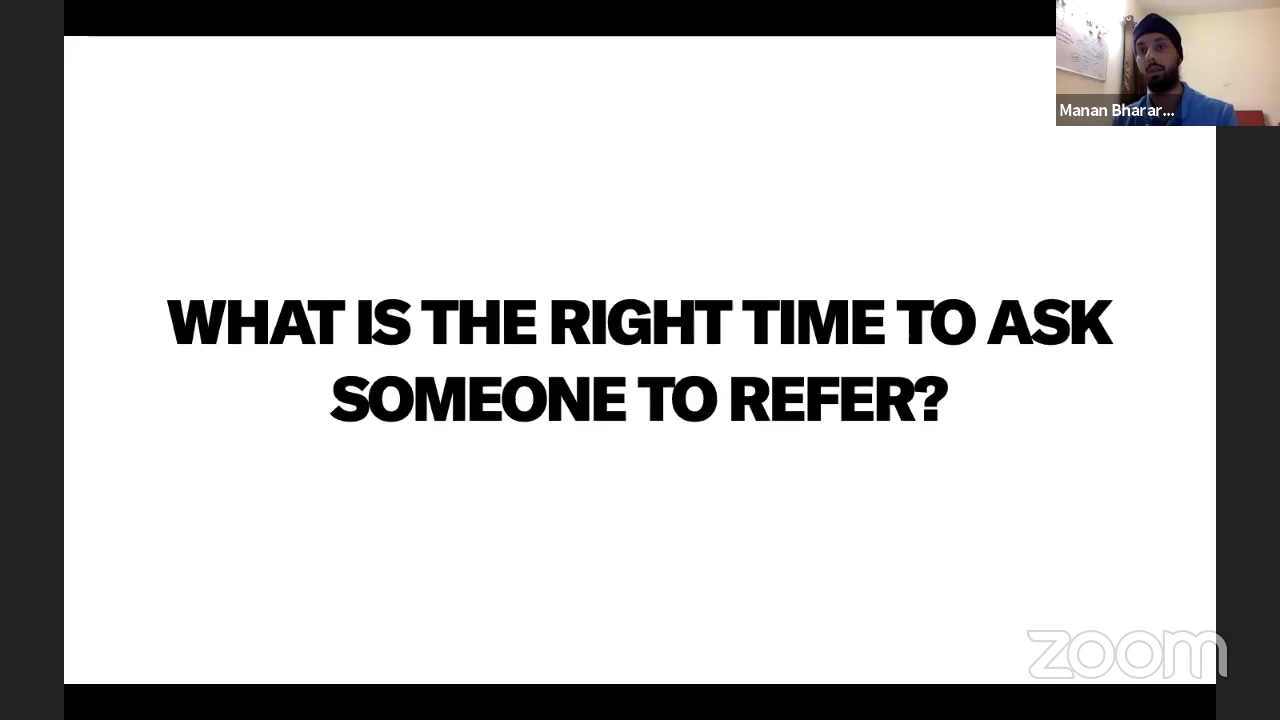 Manan Bharar...
WHAT IS THE RIGHT TIME TO ASK
SOMEONE TO REFER?
zoom